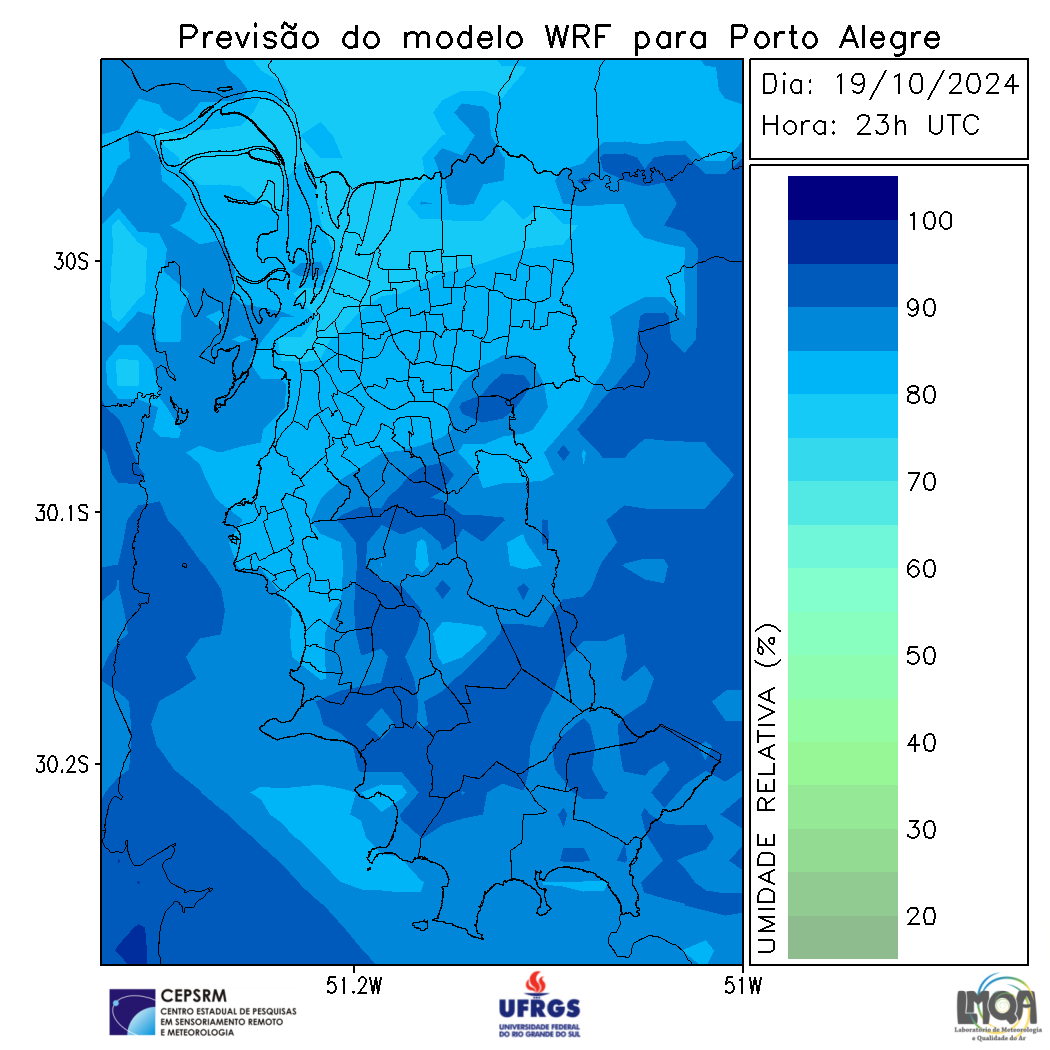 Previsão do modelo WRF para Porto Alegre
Dia: 19/10/2024
Hora: 23h UTC
30S
30.1S
30.2S
51.2W
51W
UMIDADE RELATIVA (%)
100
90
80
70
60
50
40
30
20
CEPSRM
CENTRO ESTADUAL DE PESQUISAS
EM SENSORIAMENTO REMOTO
E METEOROLOGIA
UFRGS
UNIVERSIDADE FEDERAL
DO RIO GRANDE DO SUL
LMQA
Laboratório de Meteorologia
e Qualidade do Ar